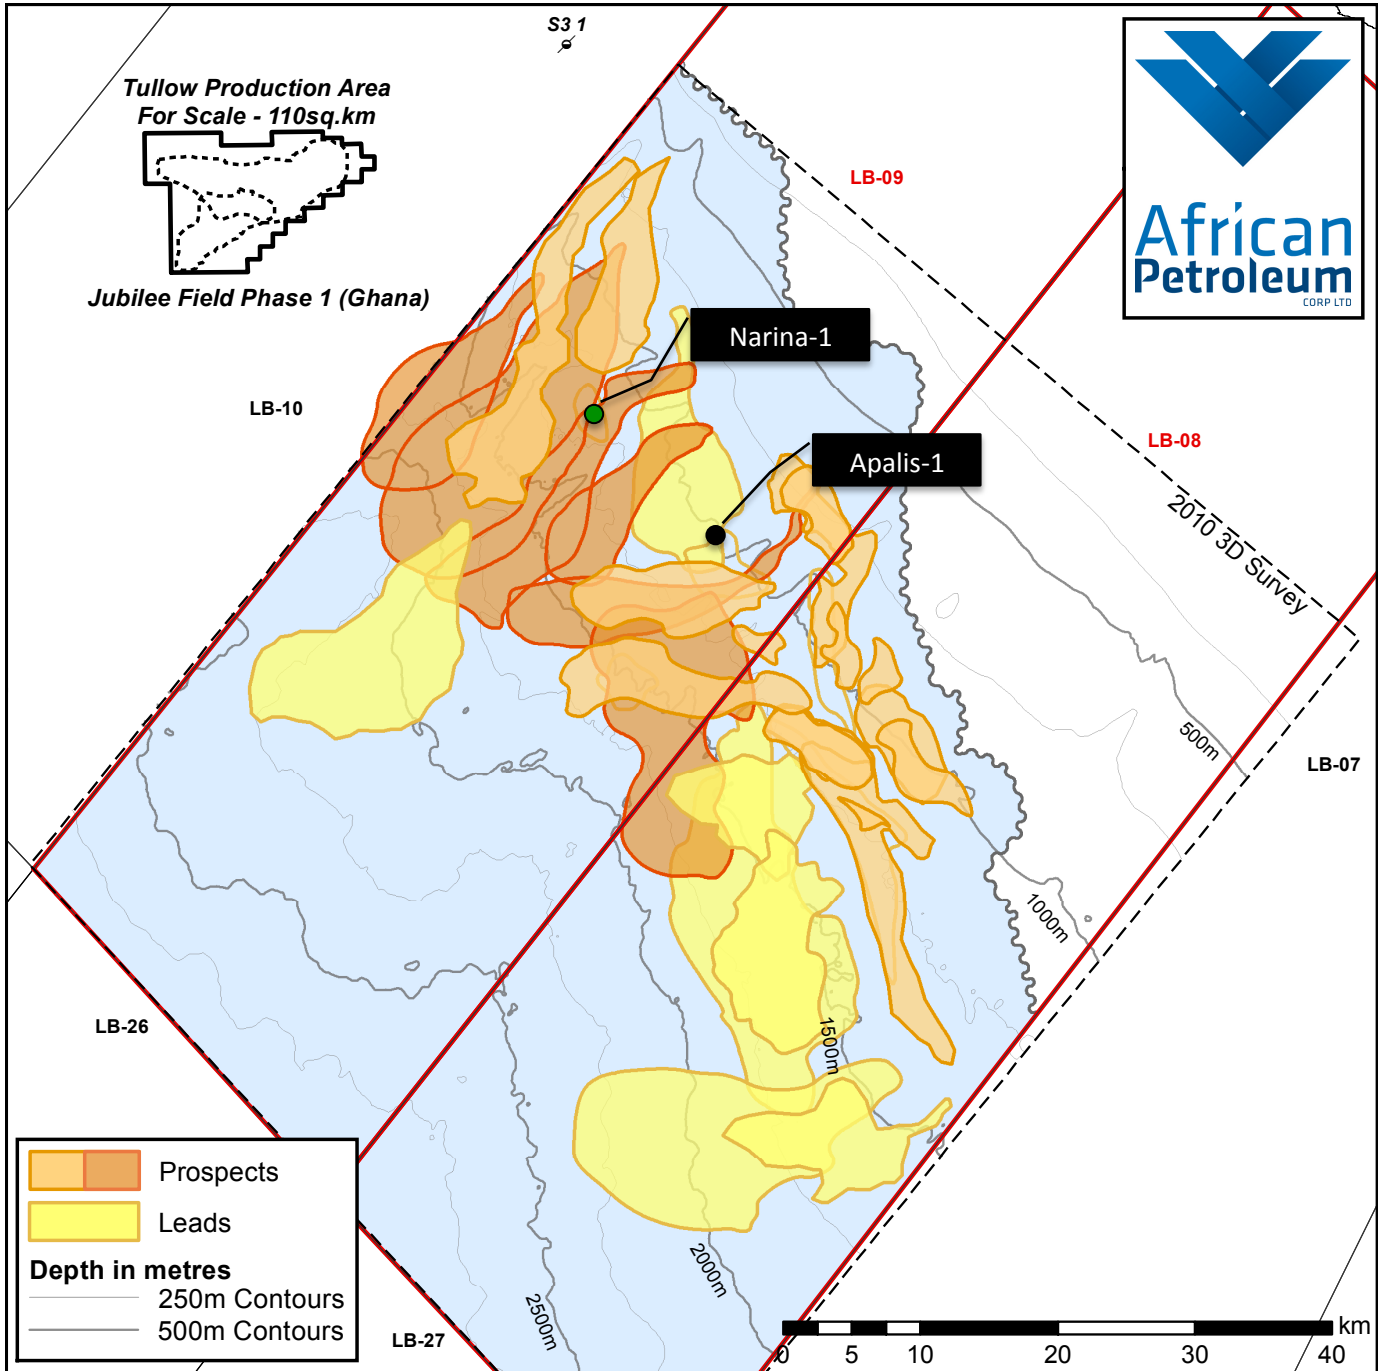 S3 1
Tullow Production Area
For Scale - 110sq.km
Jubilee Field Phase 1 (Ghana)
African
Petroleum
CORP LTD
LB-09
Narina-1
LB-10
LB-08
Apalis-1
2010 3D Survey
500m
LB-07
1000m
LB-26
1500m
Prospects
Leads
Depth in metres
250m Contours
500m Contours
2000m
2500m
LB-27
km
0 5 10 20 30 40